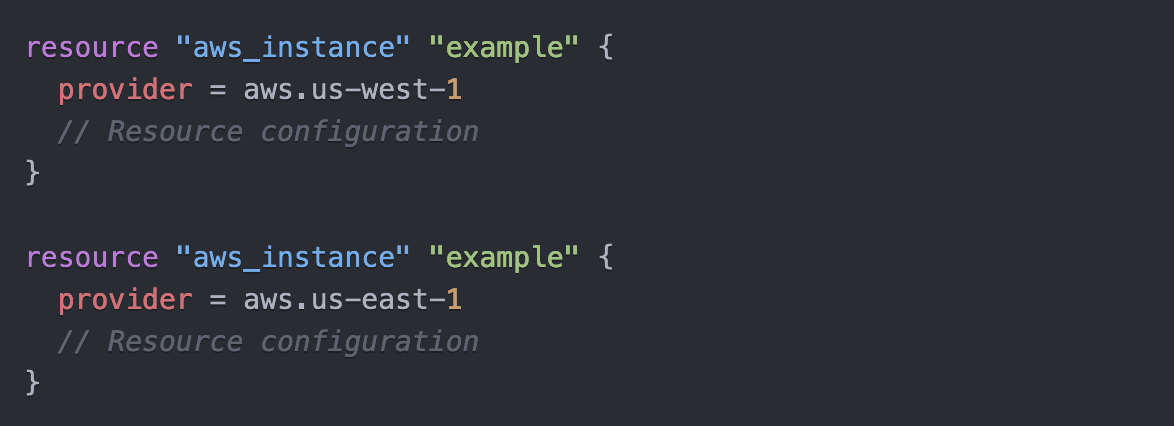 resource "aws_instance" "example" {
  provider = aws.us-west-1
  // Resource configuration
}

resource "aws_instance" "example" {
  provider = aws.us-east-1
  // Resource configuration
}